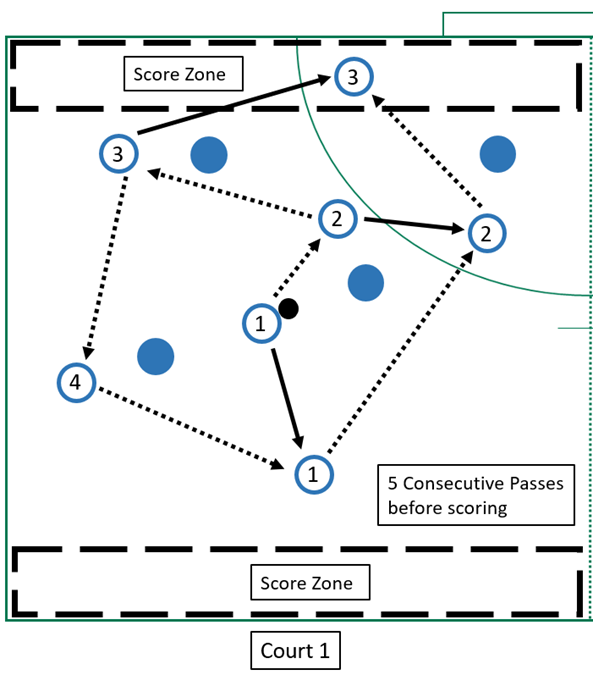 Score Zone
3
3
2
2
1
4
1
5 Consecutive Passes
before scoring
Score Zone
Court 1